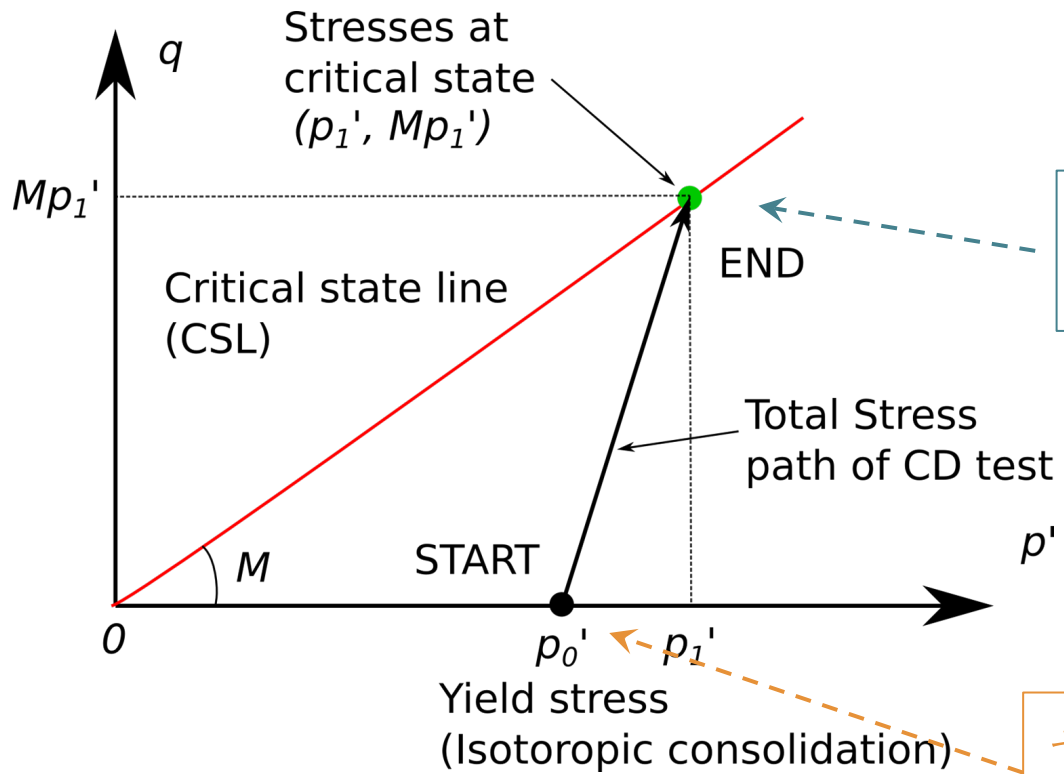 q
Stresses at
critical state
(p₁', Mp₁')
Mp₁'
END
Critical state line
(CSL)
Total Stress
path of CD test
p'
START
M
0
p₀'
p₁'
Yield stress
(Isotoropic consolidation)